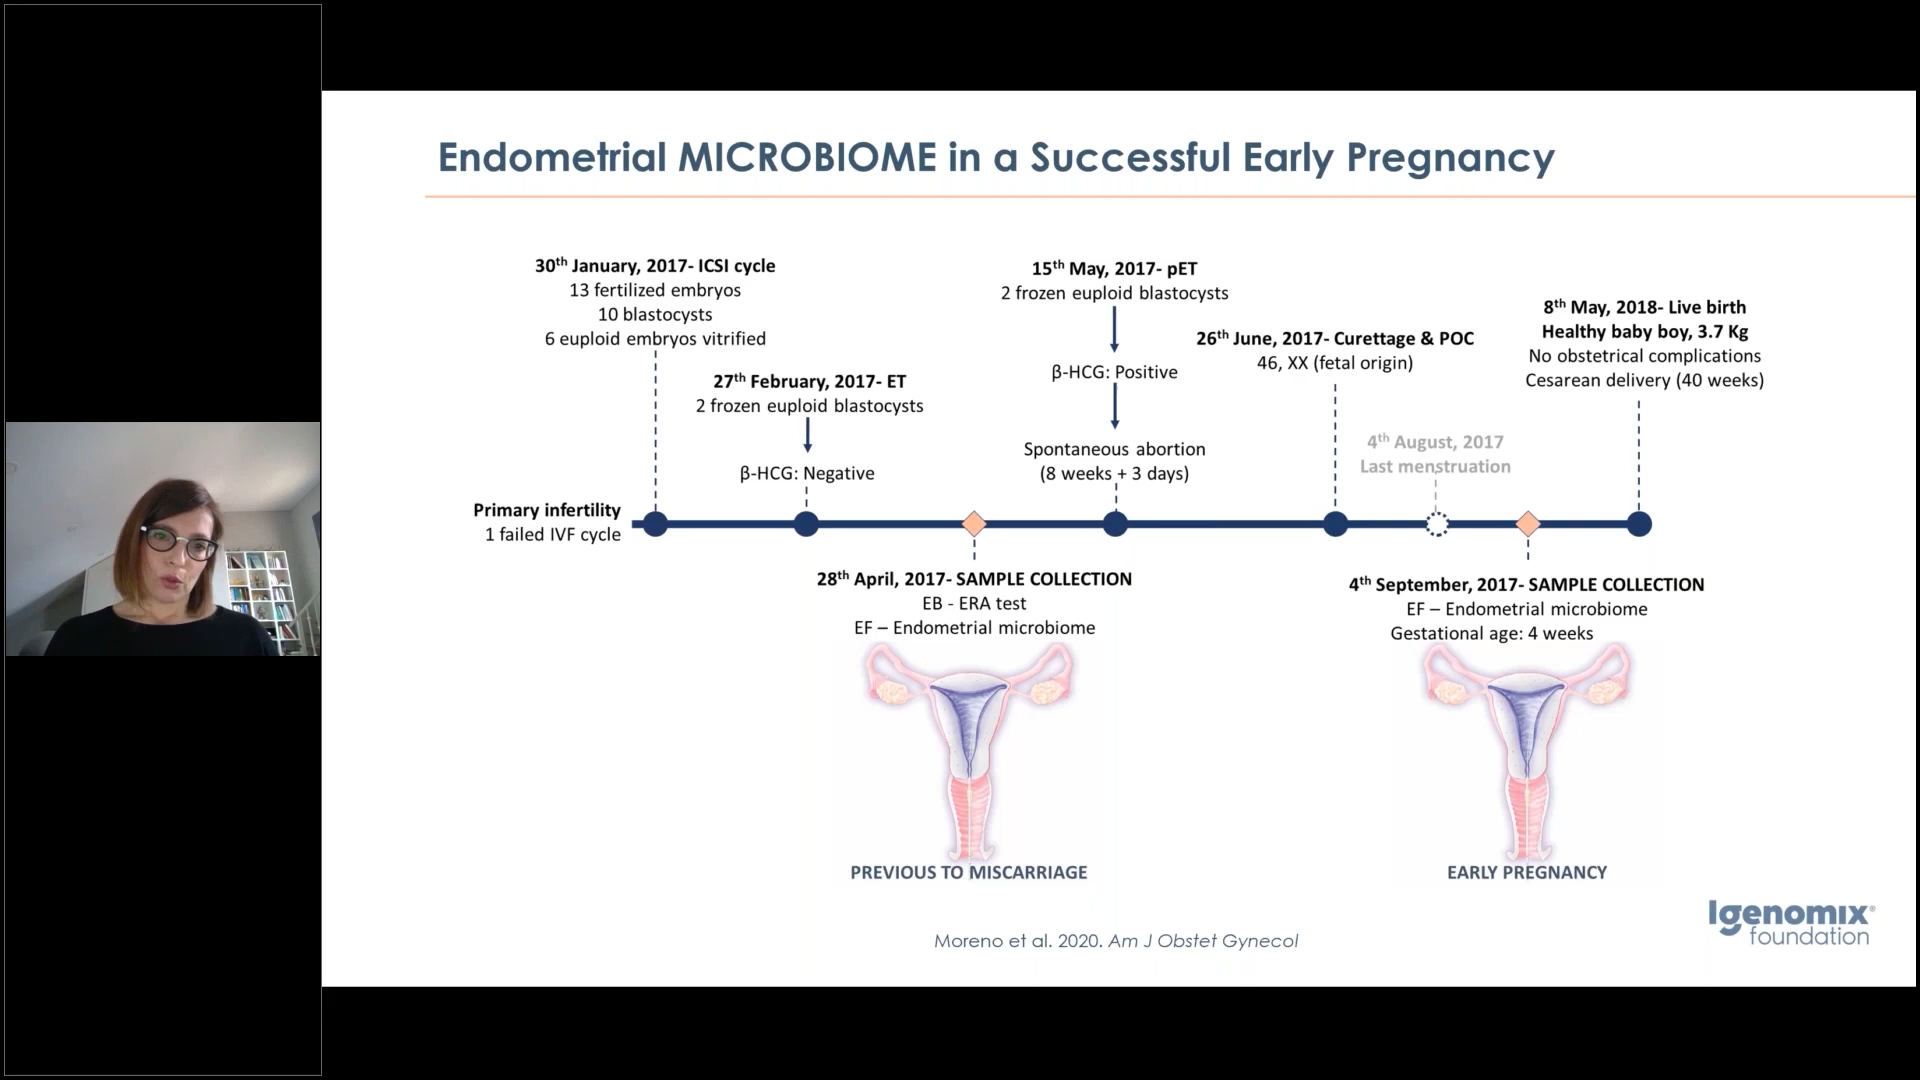 Endometrial MICROBIOME in a Successful Early Pregnancy
30th January, 2017- ICSI cycle
13 fertilized embryos
10 blastocysts
6 euploid embryos vitrified
27th February, 2017- ET
2 frozen euploid blastocysts
β-HCG: Negative
15th May, 2017- pET
2 frozen euploid blastocysts
β-HCG: Positive
Spontaneous abortion
(8 weeks + 3 days)
26th June, 2017- Curettage & POC
46, XX (fetal origin)
4th August, 2017
Last menstruation
8th May, 2018- Live birth
Healthy baby boy, 3.7 Kg
No obstetrical complications
Cesarean delivery (40 weeks)
Primary infertility
1 failed IVF cycle
28th April, 2017- SAMPLE COLLECTION
EB - ERA test
EF – Endometrial microbiome
4th September, 2017- SAMPLE COLLECTION
EF – Endometrial microbiome
Gestational age: 4 weeks
PREVIOUS TO MISCARRIAGE
EARLY PREGNANCY
Moreno et al. 2020. Am J Obstet Gynecol
Igenomix®
foundation